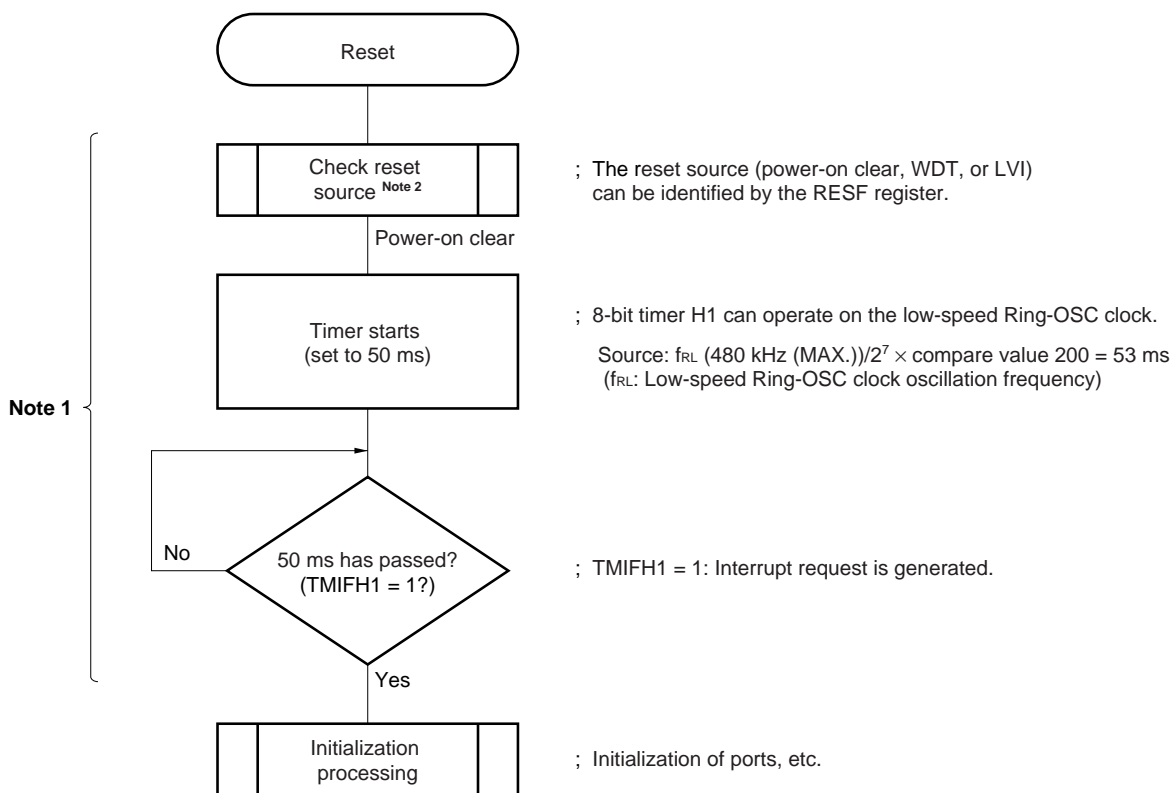 Reset
Check reset
source Note 2
; The reset source (power-on clear, WDT, or LVI)
can be identified by the RESF register.
Power-on clear
Timer starts
(set to 50 ms)
; 8-bit timer H1 can operate on the low-speed Ring-OSC clock.
Source: fRL (480 kHz (MAX.))/2⁷ × compare value 200 = 53 ms
(fRL: Low-speed Ring-OSC clock oscillation frequency)
Note 1
No
50 ms has passed?
(TMIFH1 = 1?)
; TMIFH1 = 1: Interrupt request is generated.
Yes
Initialization
processing
; Initialization of ports, etc.